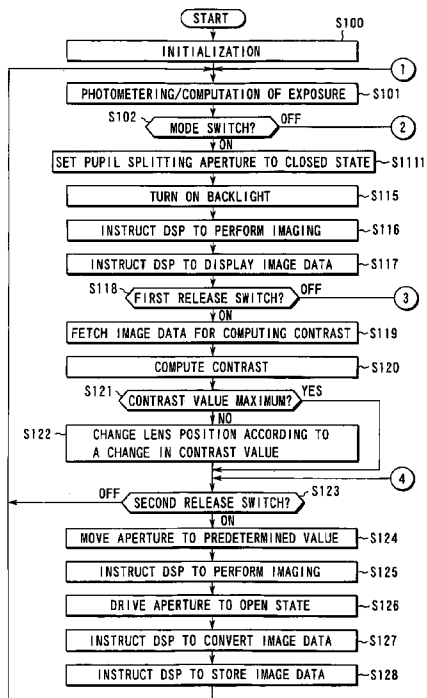 START
S100
INITIALIZATION
1
PHOTOMETERING/COMPUTATION OF EXPOSURE
S101
S102
MODE SWITCH?
OFF
2
ON
SET PUPIL SPLITTING APERTURE TO CLOSED STATE
S1111
TURN ON BACKLIGHT
S115
INSTRUCT DSP TO PERFORM IMAGING
S116
INSTRUCT DSP TO DISPLAY IMAGE DATA
S117
S118
FIRST RELEASE SWITCH?
OFF
3
ON
FETCH IMAGE DATA FOR COMPUTING CONTRAST
S119
COMPUTE CONTRAST
S120
S121
CONTRAST VALUE MAXIMUM?
YES
NO
S122
CHANGE LENS POSITION ACCORDING TO
A CHANGE IN CONTRAST VALUE
4
OFF
SECOND RELEASE SWITCH?
S123
ON
MOVE APERTURE TO PREDETERMINED VALUE
S124
INSTRUCT DSP TO PERFORM IMAGING
S125
DRIVE APERTURE TO OPEN STATE
S126
INSTRUCT DSP TO CONVERT IMAGE DATA
S127
INSTRUCT DSP TO STORE IMAGE DATA
S128